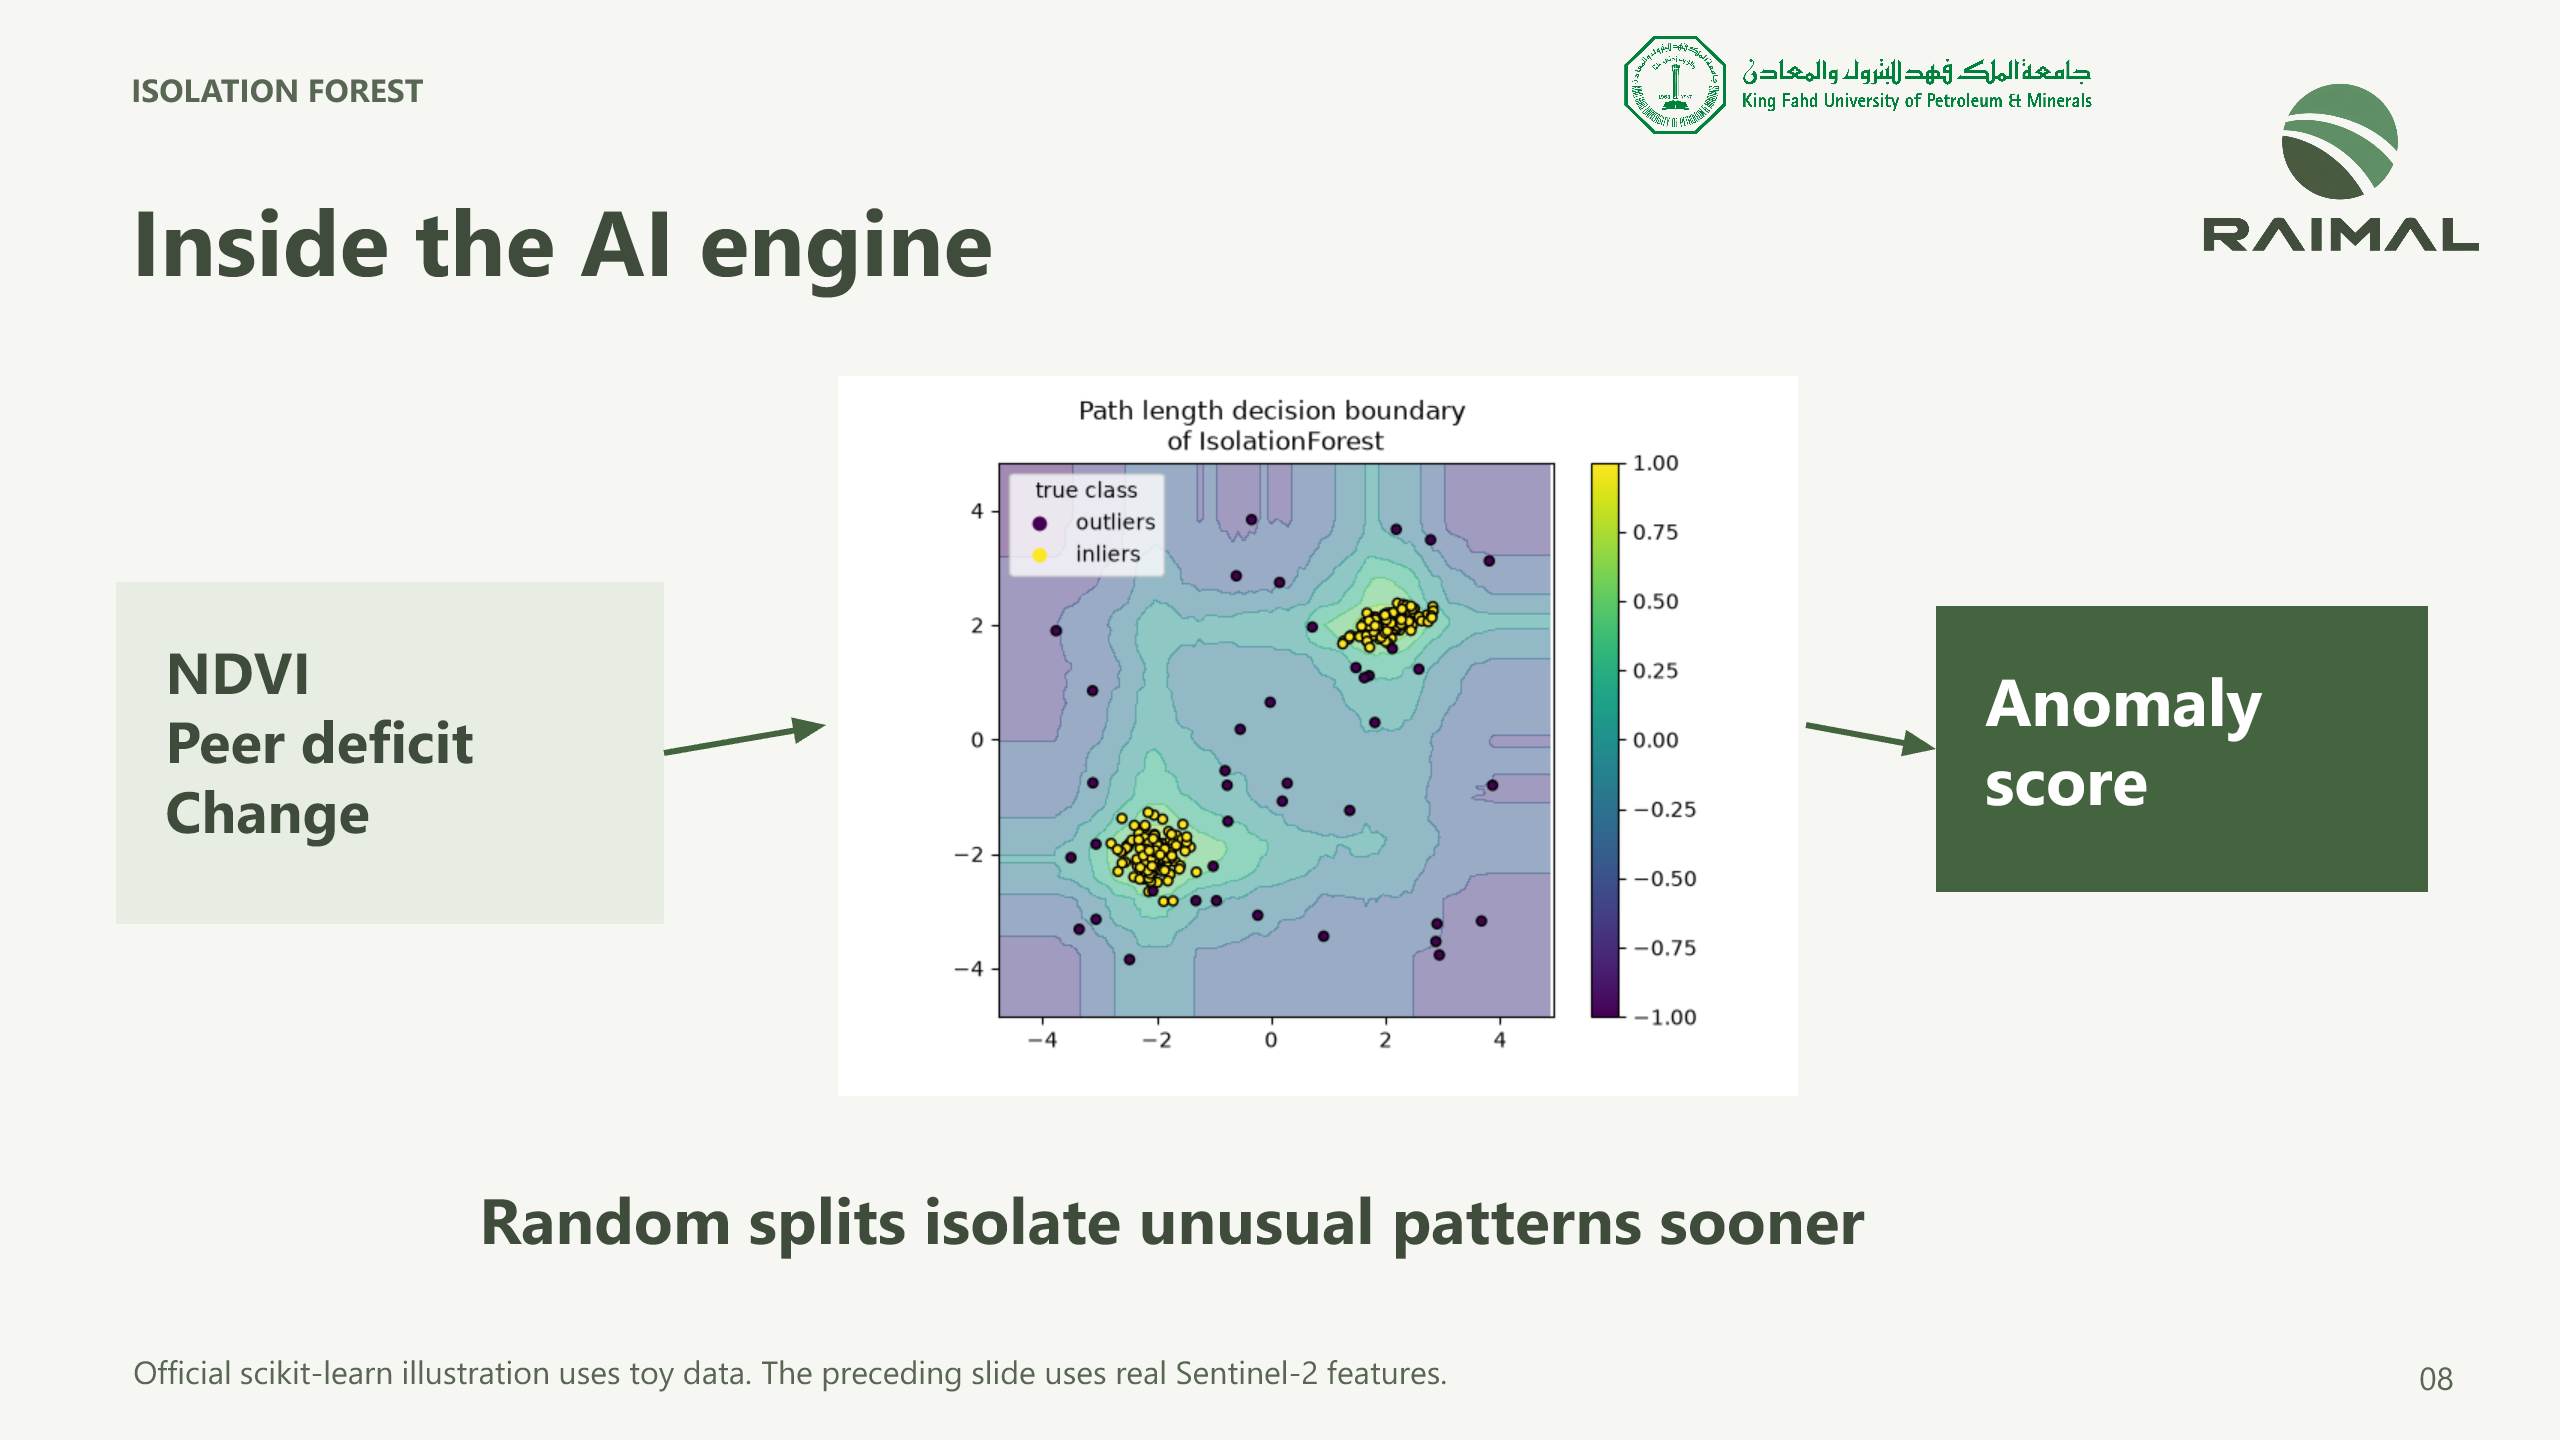 ISOLATION FOREST
جامعة الملك فهد للبترول والمعادن
King Fahd University of Petroleum & Minerals
RAIMAL
Inside the AI engine
NDVI
Peer deficit
Change
Path length decision boundary
of IsolationForest
true class
outliers
inliers
4
2
0
−2
−4
−4
−2
0
2
4
1.00
0.75
0.50
0.25
0.00
−0.25
−0.50
−0.75
−1.00
Anomaly
score
Random splits isolate unusual patterns sooner
Official scikit-learn illustration uses toy data. The preceding slide uses real Sentinel-2 features.
08